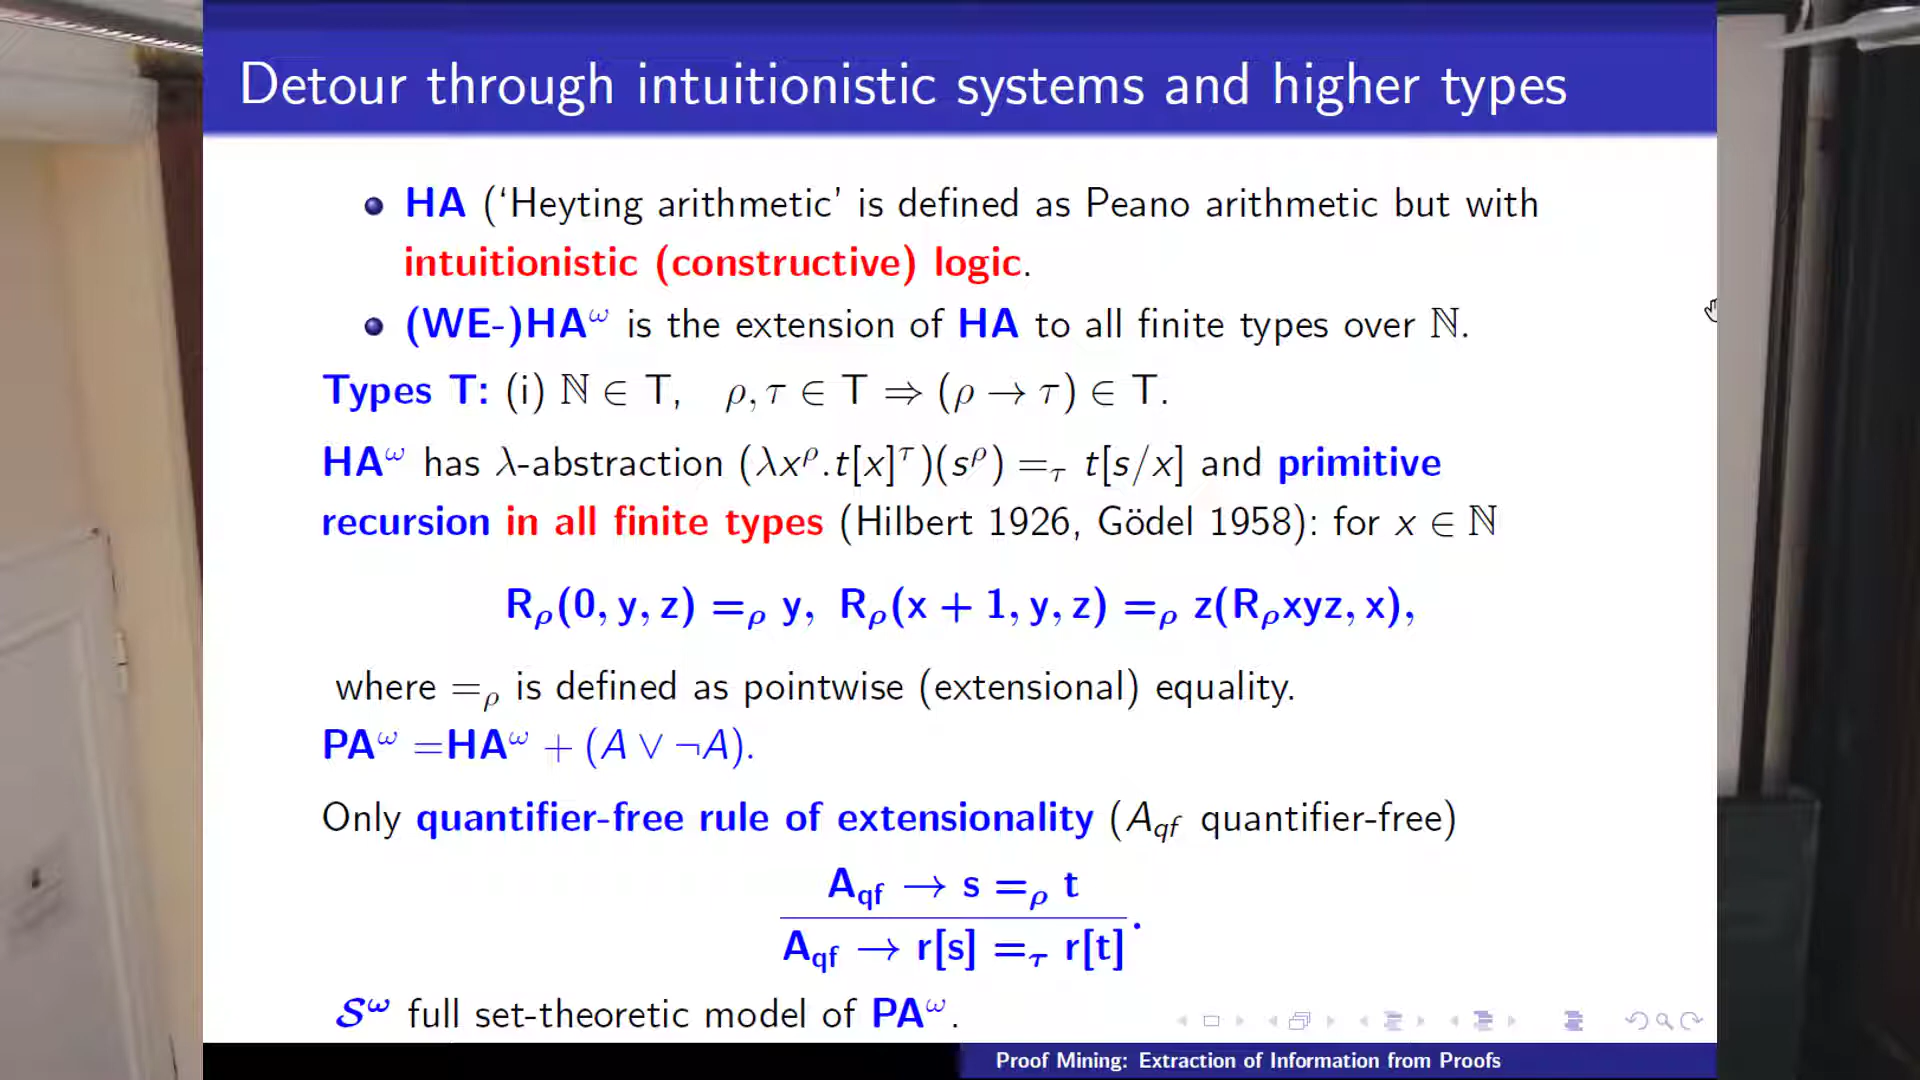 Detour through intuitionistic systems and higher types
HA (‘Heyting arithmetic’ is defined as Peano arithmetic but with
intuitionistic (constructive) logic.
(WE-)HA^ω is the extension of HA to all finite types over ℕ.
Types T: (i) ℕ ∈ T, ρ, τ ∈ T ⇒ (ρ → τ) ∈ T.
HA^ω has λ-abstraction (λx^ρ.t[x]^τ)(s^ρ) =_τ t[s/x] and primitive
recursion in all finite types (Hilbert 1926, Gödel 1958): for x ∈ ℕ
R_ρ(0, y, z) =_ρ y, R_ρ(x + 1, y, z) =_ρ z(R_ρxyz, x),
where =_ρ is defined as pointwise (extensional) equality.
PA^ω =HA^ω + (A ∨ ¬A).
Only quantifier-free rule of extensionality (A_qf quantifier-free)
A_qf → s =_ρ t
A_qf → r[s] =_τ r[t] .
𝓢^ω full set-theoretic model of PA^ω.
Proof Mining: Extraction of Information from Proofs